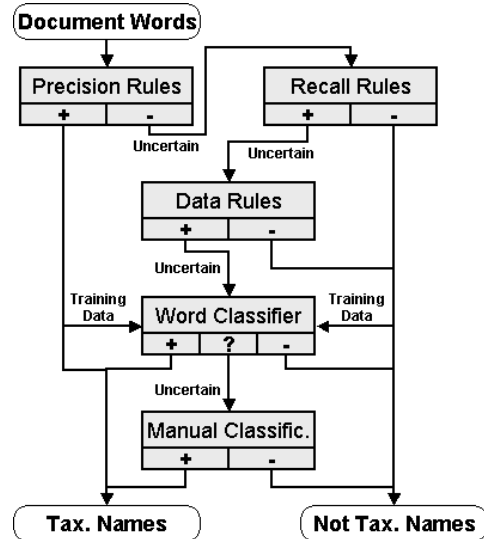 Document Words
Precision Rules
+ -
Recall Rules
+ -
Uncertain
Uncertain
Data Rules
+ -
Uncertain
Training
Data
Word Classifier
+ ? -
Training
Data
Uncertain
Manual Classific.
+ -
Tax. Names
Not Tax. Names